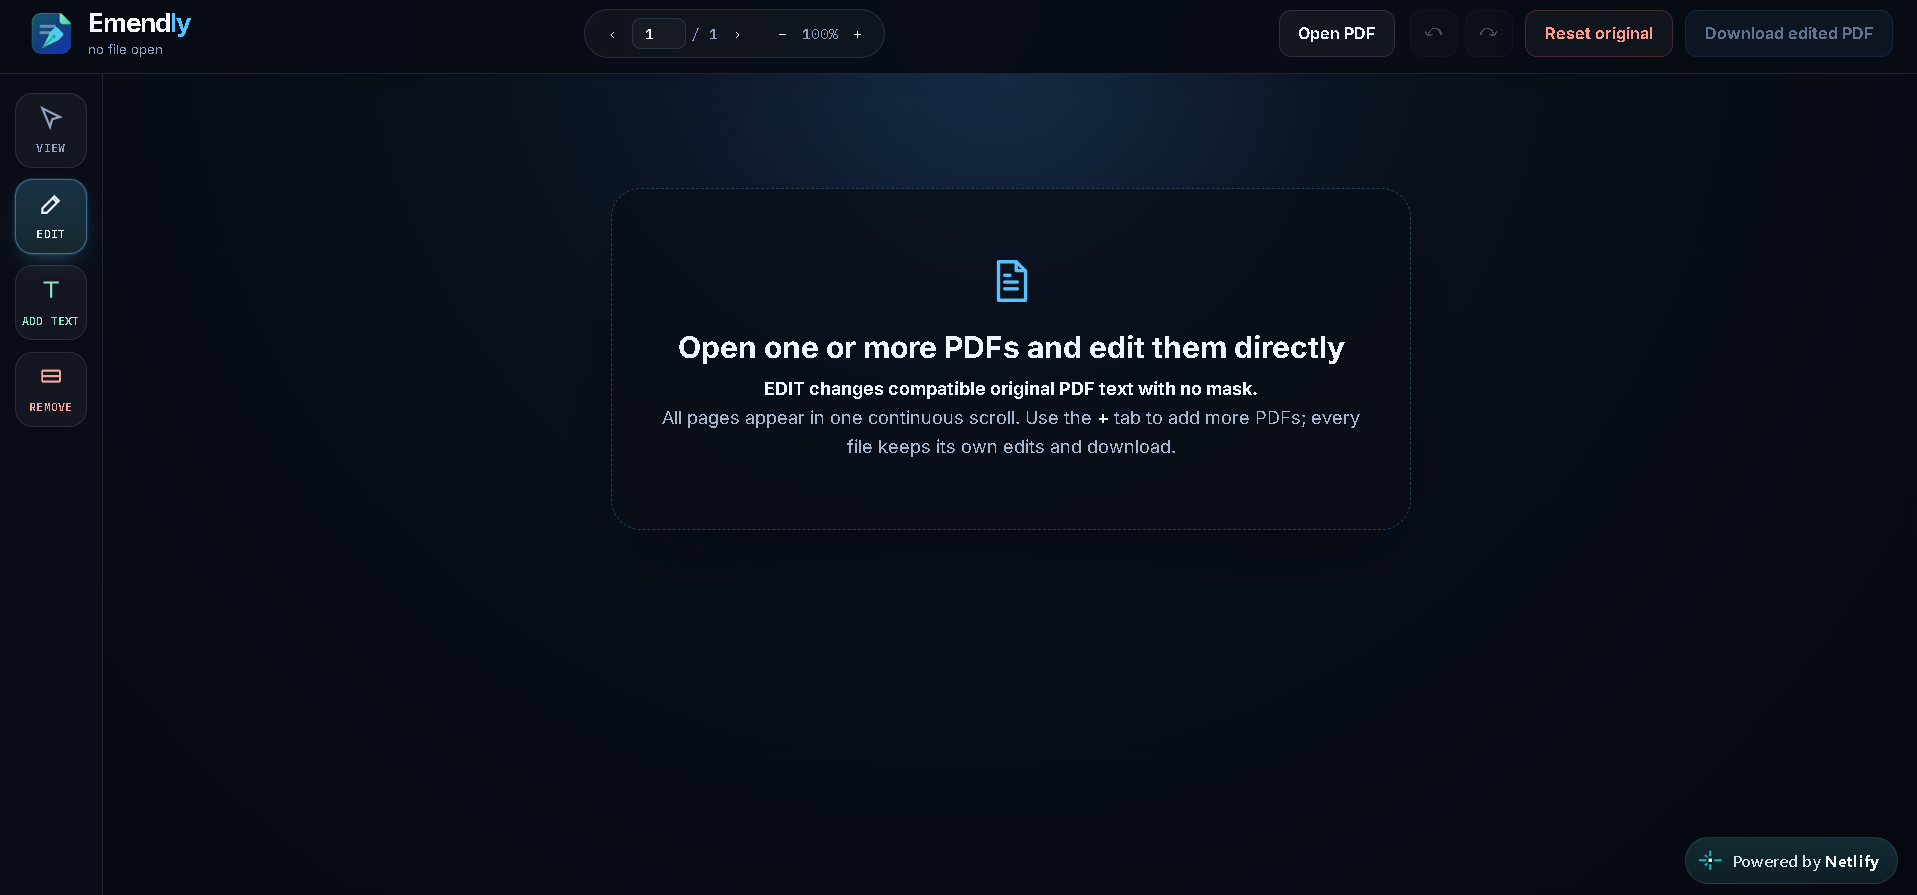 Emendly
no file open
‹ 1 / 1 › − 100% +
Open PDF
Reset original
Download edited PDF
VIEW
EDIT
ADD TEXT
REMOVE
Open one or more PDFs and edit them directly
EDIT changes compatible original PDF text with no mask.
All pages appear in one continuous scroll. Use the + tab to add more PDFs; every
file keeps its own edits and download.
Powered by Netlify